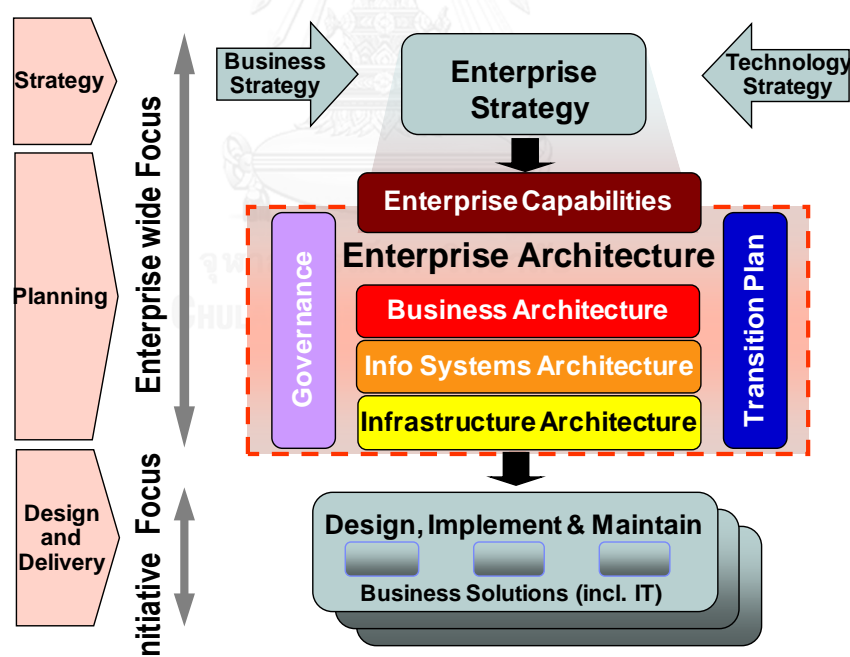 Strategy
Planning
Design
and
Delivery
Enterprise wide Focus
Initiative Focus
Business
Strategy
Enterprise
Strategy
Technology
Strategy
Enterprise Capabilities
Enterprise Architecture
Governance
Business Architecture
Info Systems Architecture
Infrastructure Architecture
Transition Plan
Design, Implement & Maintain
Business Solutions (incl. IT)